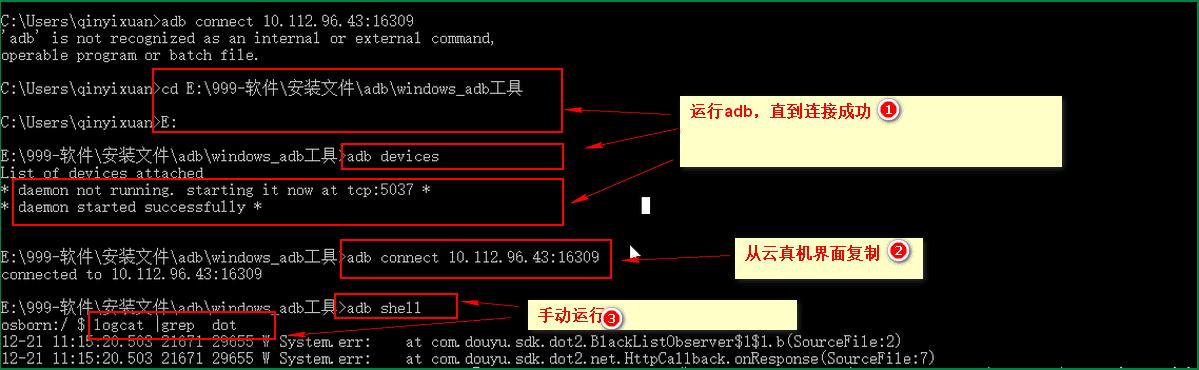 C:\Users\qinyixuan>adb connect 10.112.96.43:16309
'adb' is not recognized as an internal or external command,
operable program or batch file.
C:\Users\qinyixuan>cd E:\999-软件\安装文件\adb\windows_adb工具
运行adb，直到连接成功 1
C:\Users\qinyixuan>E:
E:\999-软件\安装文件\adb\windows_adb工具>adb devices
List of devices attached
* daemon not running. starting it now at tcp:5037 *
* daemon started successfully *
E:\999-软件\安装文件\adb\windows_adb工具>adb connect 10.112.96.43:16309
从云真机界面复制 2
connected to 10.112.96.43:16309
E:\999-软件\安装文件\adb\windows_adb工具>adb shell
手动运行 3
osborn:/ $ logcat |grep dot
12-21 11:15:20.503 21671 29655 W System.err: at com.douyu.sdk.dot2.BlackListObserver$1$1.b(SourceFile:2)
12-21 11:15:20.503 21671 29655 W System.err: at com.douyu.sdk.dot2.net.HttpCallback.onResponse(SourceFile:7)